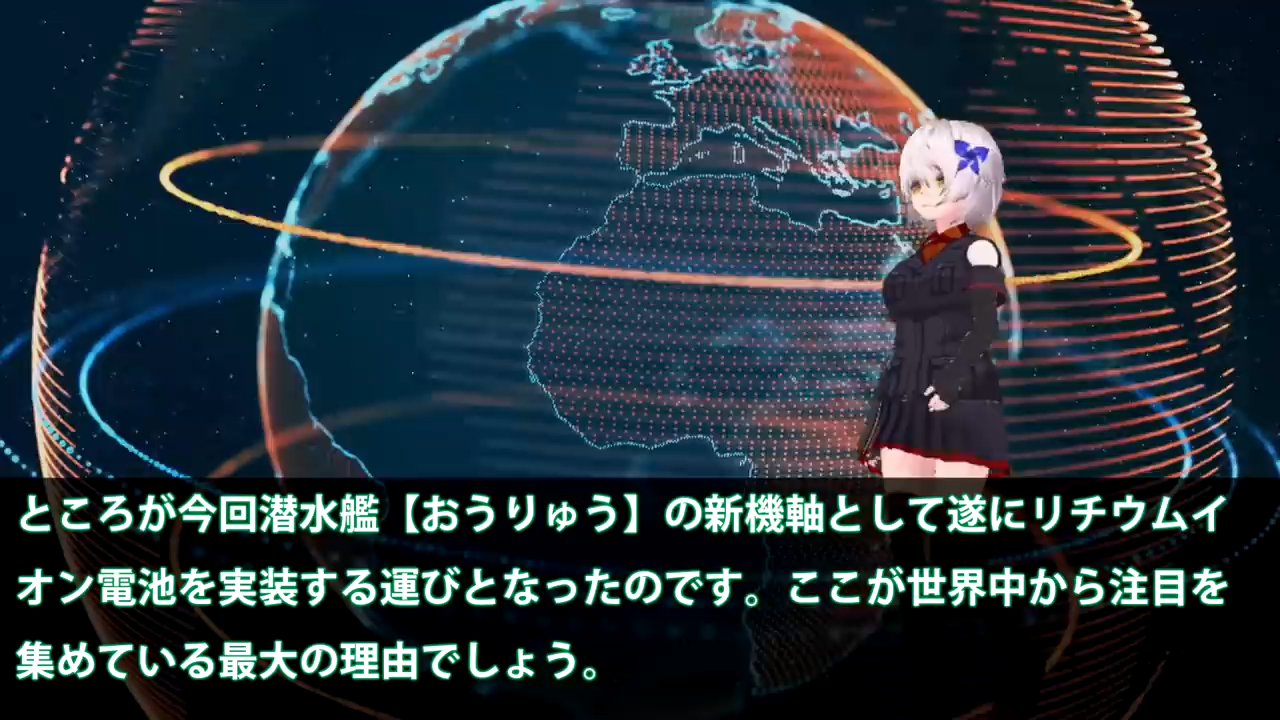 ところが今回潜水艦【おうりゅう】の新機軸として遂にリチウムイ
オン電池を実装する運びとなったのです。ここが世界中から注目を
集めている最大の理由でしょう。